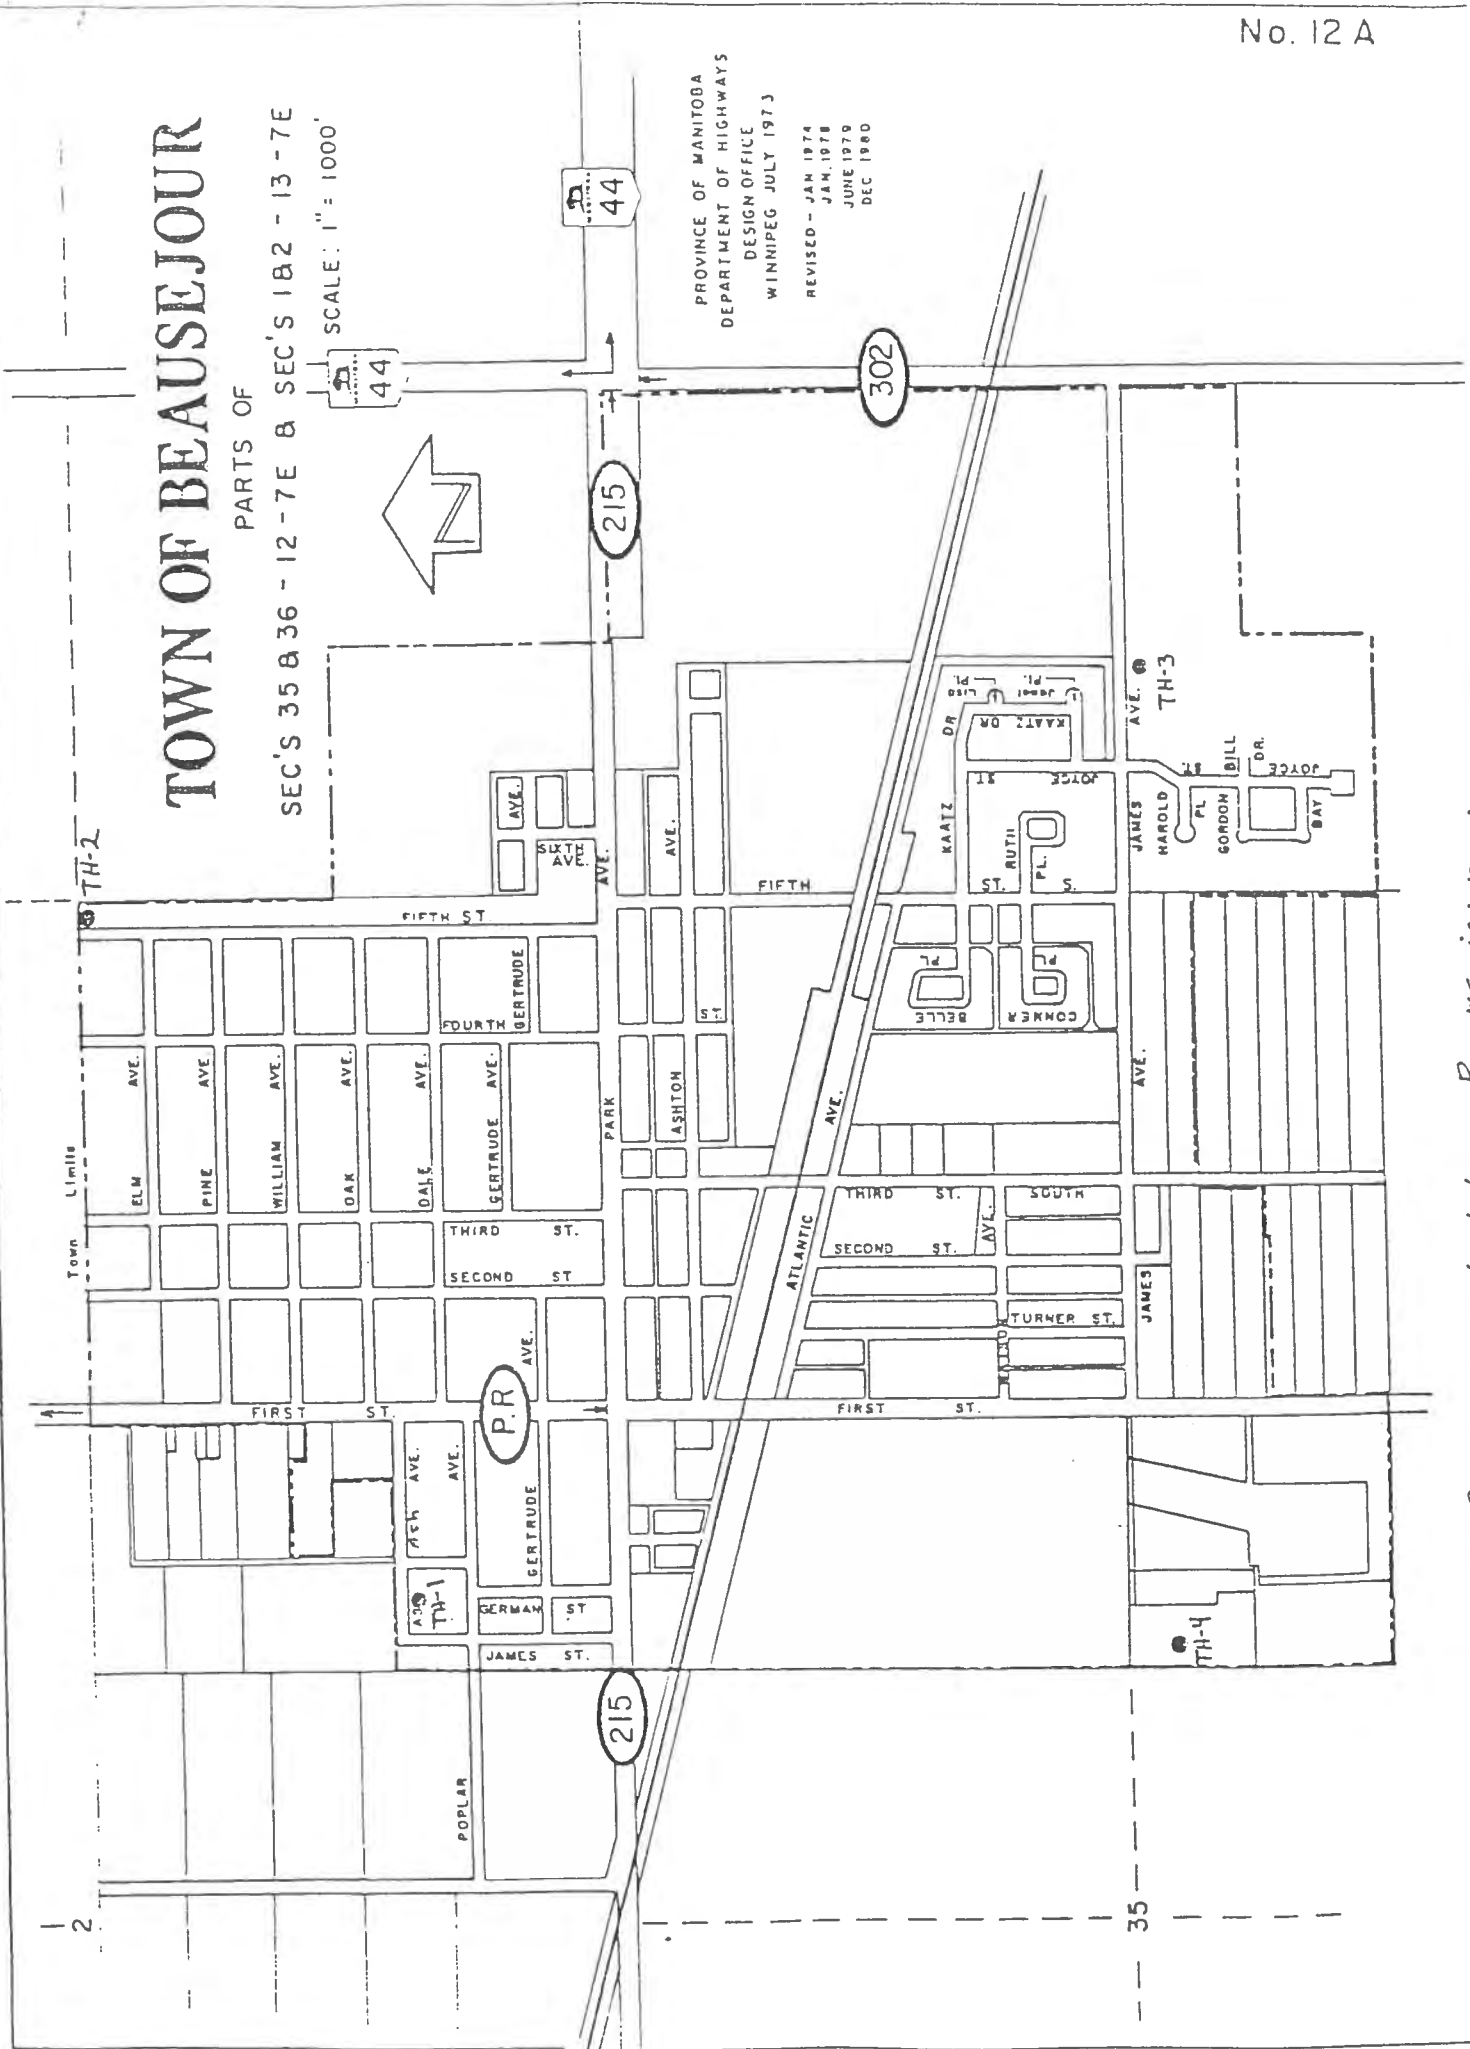 No. 12 A
TOWN OF BEAUSEJOUR
PARTS OF
SEC'S 35 & 36 - 12 - 7E & SEC'S 1&2 - 13 - 7E
SCALE: 1" = 1000'
44
44
N
PROVINCE OF MANITOBA
DEPARTMENT OF HIGHWAYS
DESIGN OFFICE
WINNIPEG JULY 1973
REVISED - JAN 1974
JAN. 1978
JUNE 1979
DEC 1980
302
215
TH-2
Town Limits
FIFTH ST.
SIXTH
AVE.
AVE.
AVE.
AVE.
ELM AVE.
PINE AVE.
WILLIAM AVE.
OAK AVE.
DALE AVE.
GERTRUDE AVE.
FOURTH
GERTRUDE
PARK
ASHTON
ST.
THIRD ST.
SECOND ST
AVE.
FIRST ST.
P.R
Ash AVE.
AVE.
GERTRUDE
TH-1
GERMAN ST
JAMES ST.
215
POPLAR
2
35
FIFTH
ST. S.
KAATZ DR
KAATZ DR
Lisa PL.
Janel PL.
JOYCE ST
RUTH
PL.
BELLE PL
CONNER PL
ATLANTIC AVE.
THIRD ST. SOUTH
SECOND ST.
AVE.
TURNER ST.
FIRST ST.
JAMES AVE.
JAMES AVE.
TH-3
HAROLD
PL
GORDON
BAY
BILL
DR.
JOYCE ST.
TH-4